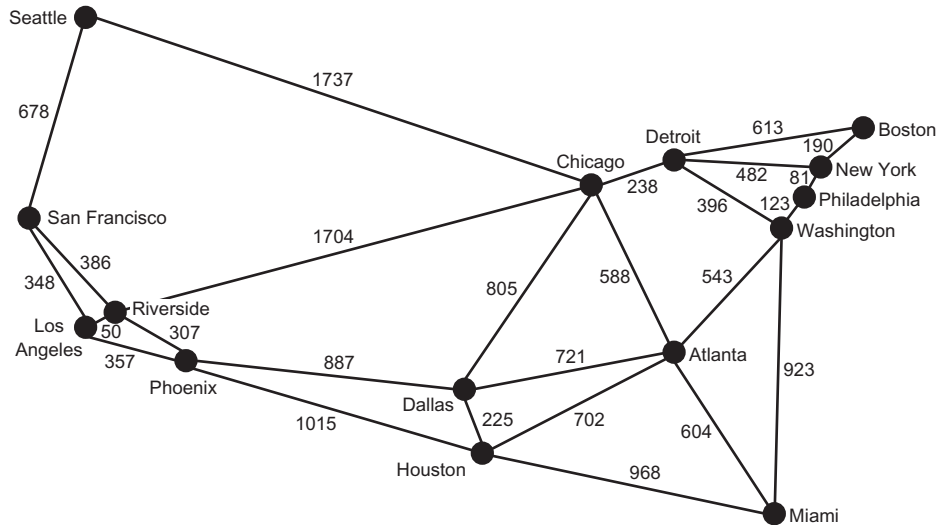 Seattle
1737
678
Boston
613
Detroit
190
Chicago
New York
482
81
238
Philadelphia
123
396
San Francisco
Washington
1704
386
588
543
348
805
Riverside
Los
Angeles
50
307
357
Atlanta
721
887
923
Phoenix
Dallas
225
702
1015
604
Houston
968
Miami